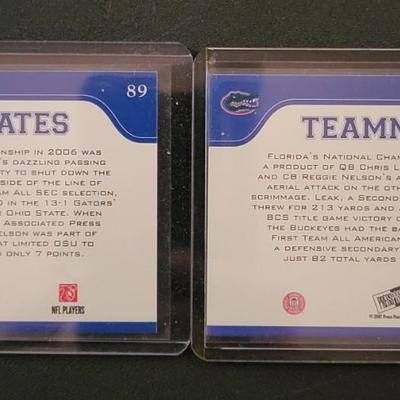 89
ATES
ONSHIP IN 2006 WAS
'S DAZZLING PASSING
TY TO SHUT DOWN THE
SIDE OF THE LINE OF
AM ALL SEC SELECTION,
D IN THE 13-1 GATORS'
OHIO STATE. WHEN
ASSOCIATED PRESS
ELSON WAS PART OF
AT LIMITED OSU TO
D ONLY 7 POINTS.
NFL PLAYERS
TEAMM
FLORIDA'S NATIONAL CHAM
A PRODUCT OF QB CHRIS L
AND CB REGGIE NELSON'S A
AERIAL ATTACK ON THE OTH
SCRIMMAGE. LEAK, A SECOND
THREW FOR 213 YARDS AND
BCS TITLE GAME VICTORY O
THE BUCKEYES HAD THE BA
FIRST TEAM ALL AMERICAN
A DEFENSIVE SECONDARY
JUST 82 TOTAL YARDS
PRESS PASS
© 2007 Press Pass